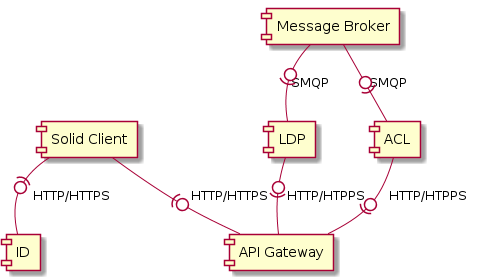 Message Broker
SMQP
SMQP
Solid Client
LDP
ACL
HTTP/HTTPS
HTTP/HTTPS
HTTP/HTPPS
HTTP/HTPPS
ID
API Gateway